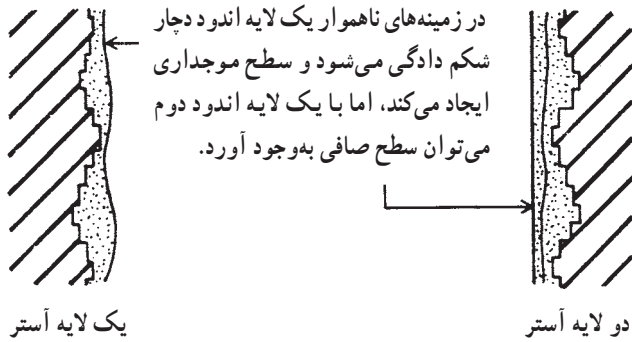 در زمینه‌های ناهموار یک لایه اندود دچار
شکم دادگی می‌شود و سطح موجداری
ایجاد می‌کند، اما با یک لایه اندود دوم
می‌توان سطح صافی به‌وجود آورد.
دو لایه آستر
یک لایه آستر